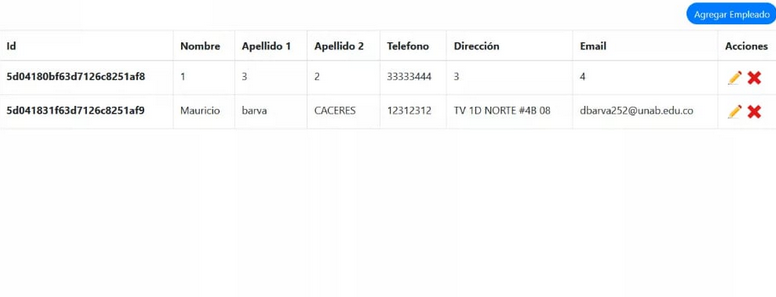 Agregar Empleado
Id Nombre Apellido 1 Apellido 2 Telefono Dirección Email Acciones
5d04180bf63d7126c8251af8 1 3 2 33333444 3 4
5d041831f63d7126c8251af9 Mauricio barva CACERES 12312312 TV 1D NORTE #4B 08 dbarva252@unab.edu.co